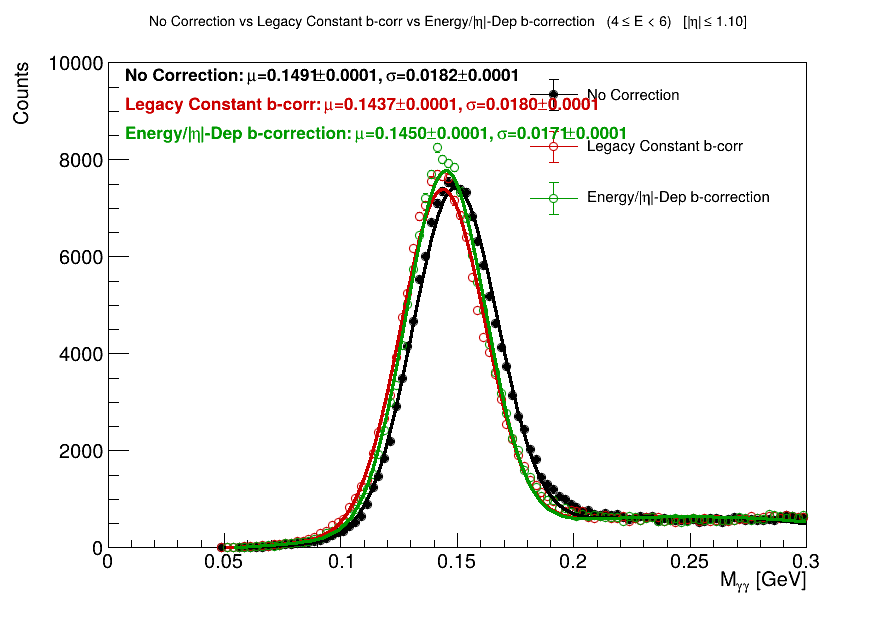 No Correction vs Legacy Constant b-corr vs Energy/|η|-Dep b-correction (4 ≤ E < 6) [|η| ≤ 1.10]
Counts
10000
8000
6000
4000
2000
0
No Correction: μ=0.1491±0.0001, σ=0.0182±0.0001
Legacy Constant b-corr: μ=0.1437±0.0001, σ=0.0180±0.0001
Energy/|η|-Dep b-correction: μ=0.1450±0.0001, σ=0.0171±0.0001
No Correction
Legacy Constant b-corr
Energy/|η|-Dep b-correction
0 0.05 0.1 0.15 0.2 0.25 0.3
Mγγ [GeV]